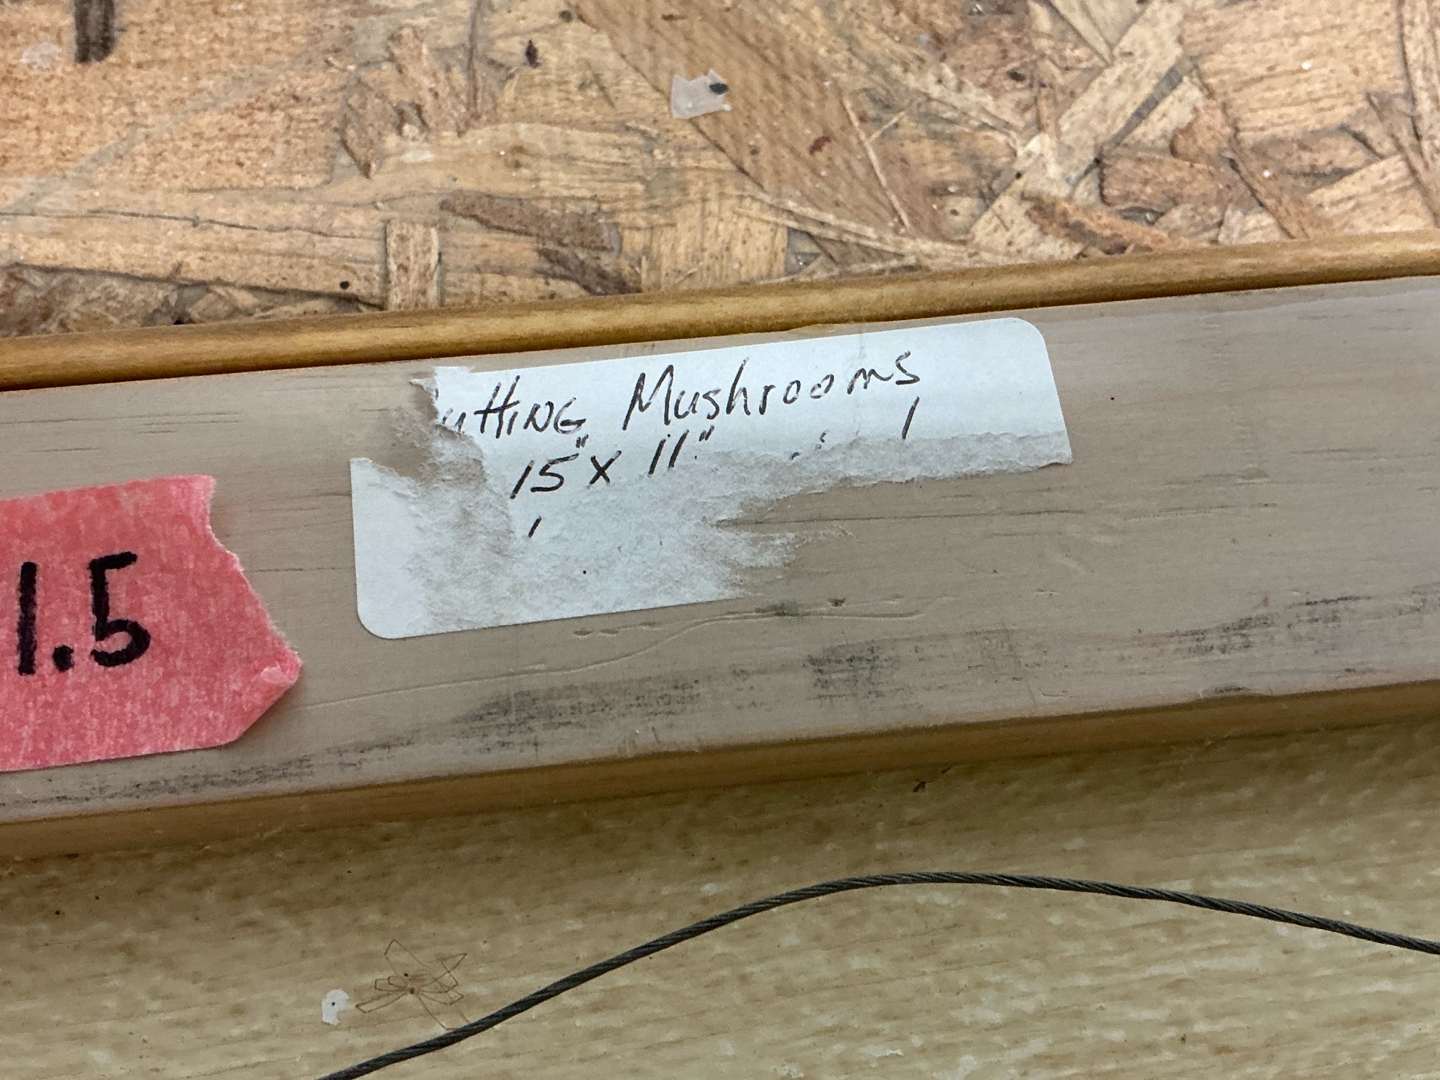 utting Mushrooms
15" x 11"
1.5